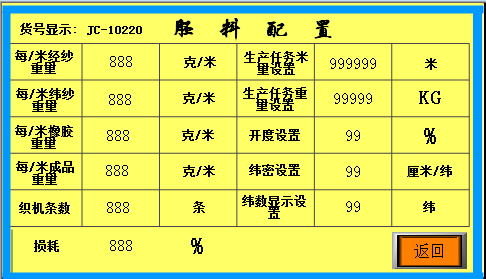 货号显示: JC-10220 胚料配置
每/米经纱重量 888 克/米 生产任务米量设置 999999 米
每/米纬纱重量 888 克/米 生产任务重量设置 99999 KG
每/米橡胶重量 888 克/米 开度设置 99 %
每/米成品重量 888 克/米 纬密设置 99 厘米/纬
织机条数 888 条 纬数显示设置 99 纬
损耗 888 % 返回